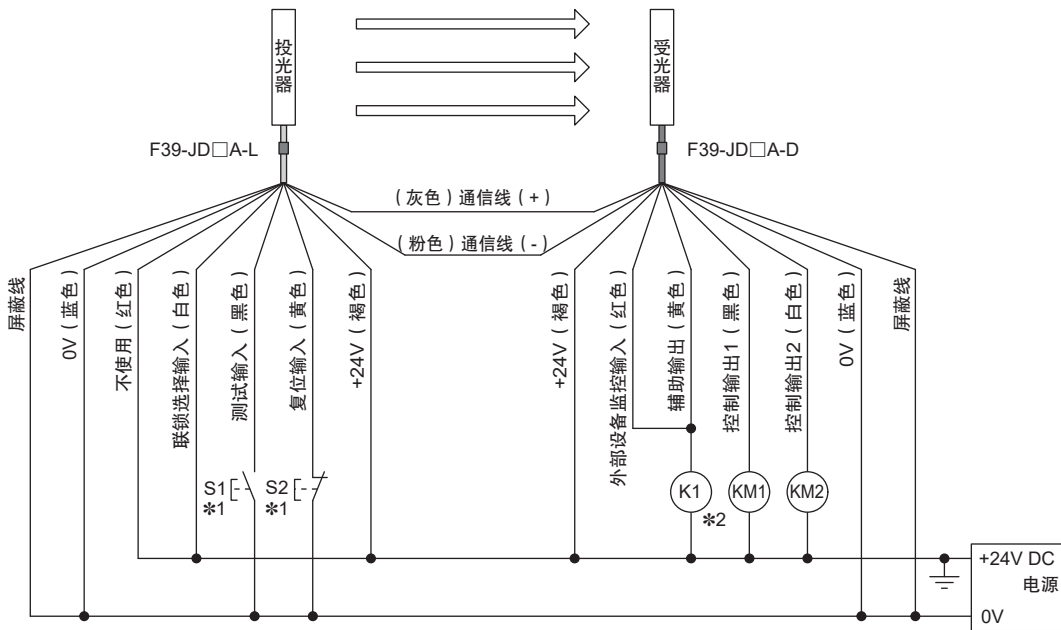 投光器
受光器
F39-JD□A-L
F39-JD□A-D
(灰色)通信线(+)
(粉色)通信线(-)
屏蔽线
0V(蓝色)
不使用(红色)
联锁选择输入(白色)
测试输入(黑色)
复位输入(黄色)
+24V(褐色)
+24V(褐色)
外部设备监控输入(红色)
辅助输出(黄色)
控制输出1(黑色)
控制输出2(白色)
0V(蓝色)
屏蔽线
S1
*1
S2
*1
K1
*2
KM1
KM2
+24V DC
电源
0V